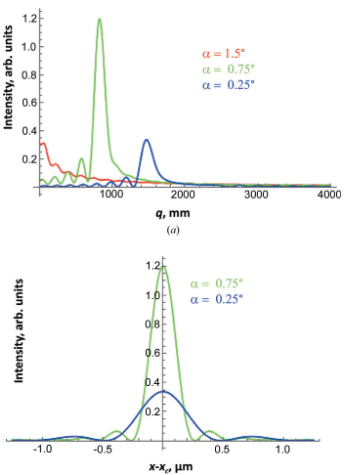 Intensity, arb. units
1.2
1.0
0.8
0.6
0.4
0.2
α = 1.5°
α = 0.75°
α = 0.25°
1000 2000 3000 4000
q, mm
(a)
Intensity, arb. units
1.2
1.0
0.8
0.6
0.4
0.2
α = 0.75°
α = 0.25°
-1.0 -0.5 0.5 1.0
x-xc, μm